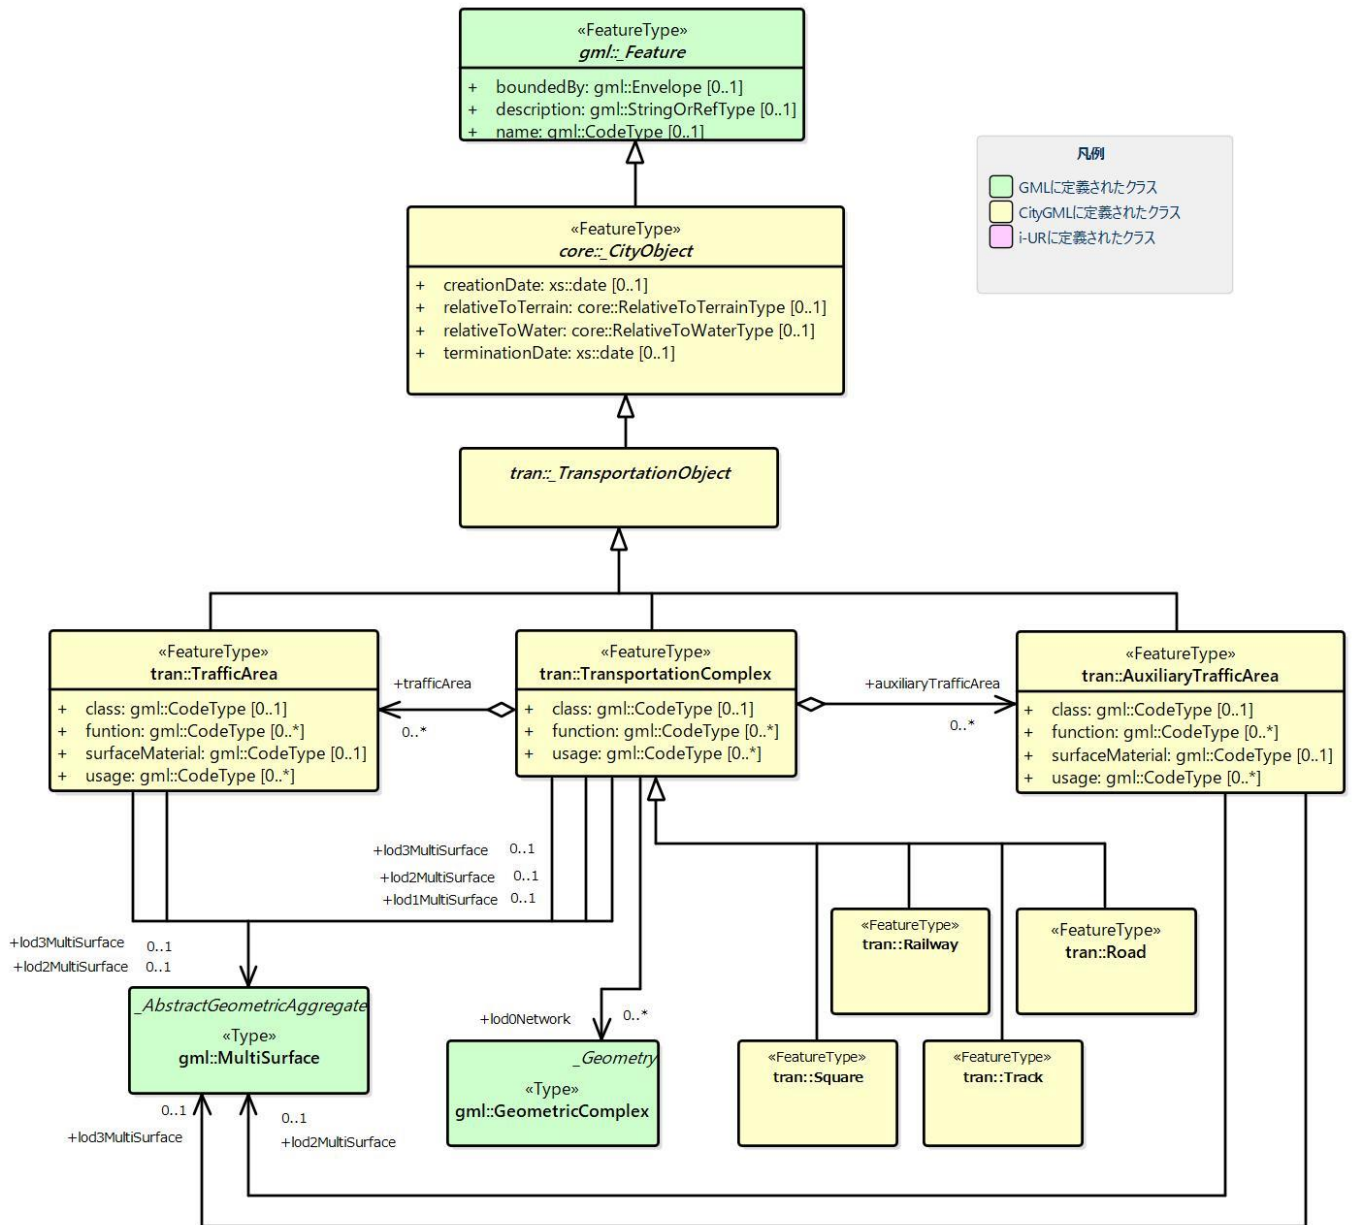 «FeatureType»
gml::_Feature
+ boundedBy: gml::Envelope [0..1]
+ description: gml::StringOrRefType [0..1]
+ name: gml::CodeType [0..1]
凡例
GMLに定義されたクラス
CityGMLに定義されたクラス
i-URに定義されたクラス
«FeatureType»
core::_CityObject
+ creationDate: xs::date [0..1]
+ relativeToTerrain: core::RelativeToTerrainType [0..1]
+ relativeToWater: core::RelativeToWaterType [0..1]
+ terminationDate: xs::date [0..1]
tran::_TransportationObject
«FeatureType»
tran::TrafficArea
+ class: gml::CodeType [0..1]
+ funtion: gml::CodeType [0..*]
+ surfaceMaterial: gml::CodeType [0..1]
+ usage: gml::CodeType [0..*]
+trafficArea
0..*
«FeatureType»
tran::TransportationComplex
+ class: gml::CodeType [0..1]
+ function: gml::CodeType [0..*]
+ usage: gml::CodeType [0..*]
+auxiliaryTrafficArea
0..*
«FeatureType»
tran::AuxiliaryTrafficArea
+ class: gml::CodeType [0..1]
+ function: gml::CodeType [0..*]
+ surfaceMaterial: gml::CodeType [0..1]
+ usage: gml::CodeType [0..*]
+lod3MultiSurface 0..1
+lod2MultiSurface 0..1
+lod1MultiSurface 0..1
+lod3MultiSurface 0..1
+lod2MultiSurface 0..1
«FeatureType»
tran::Railway
«FeatureType»
tran::Road
_AbstractGeometricAggregate
«Type»
gml::MultiSurface
+lod0Network 0..*
_Geometry
«Type»
gml::GeometricComplex
«FeatureType»
tran::Square
«FeatureType»
tran::Track
0..1
+lod3MultiSurface
0..1
+lod2MultiSurface